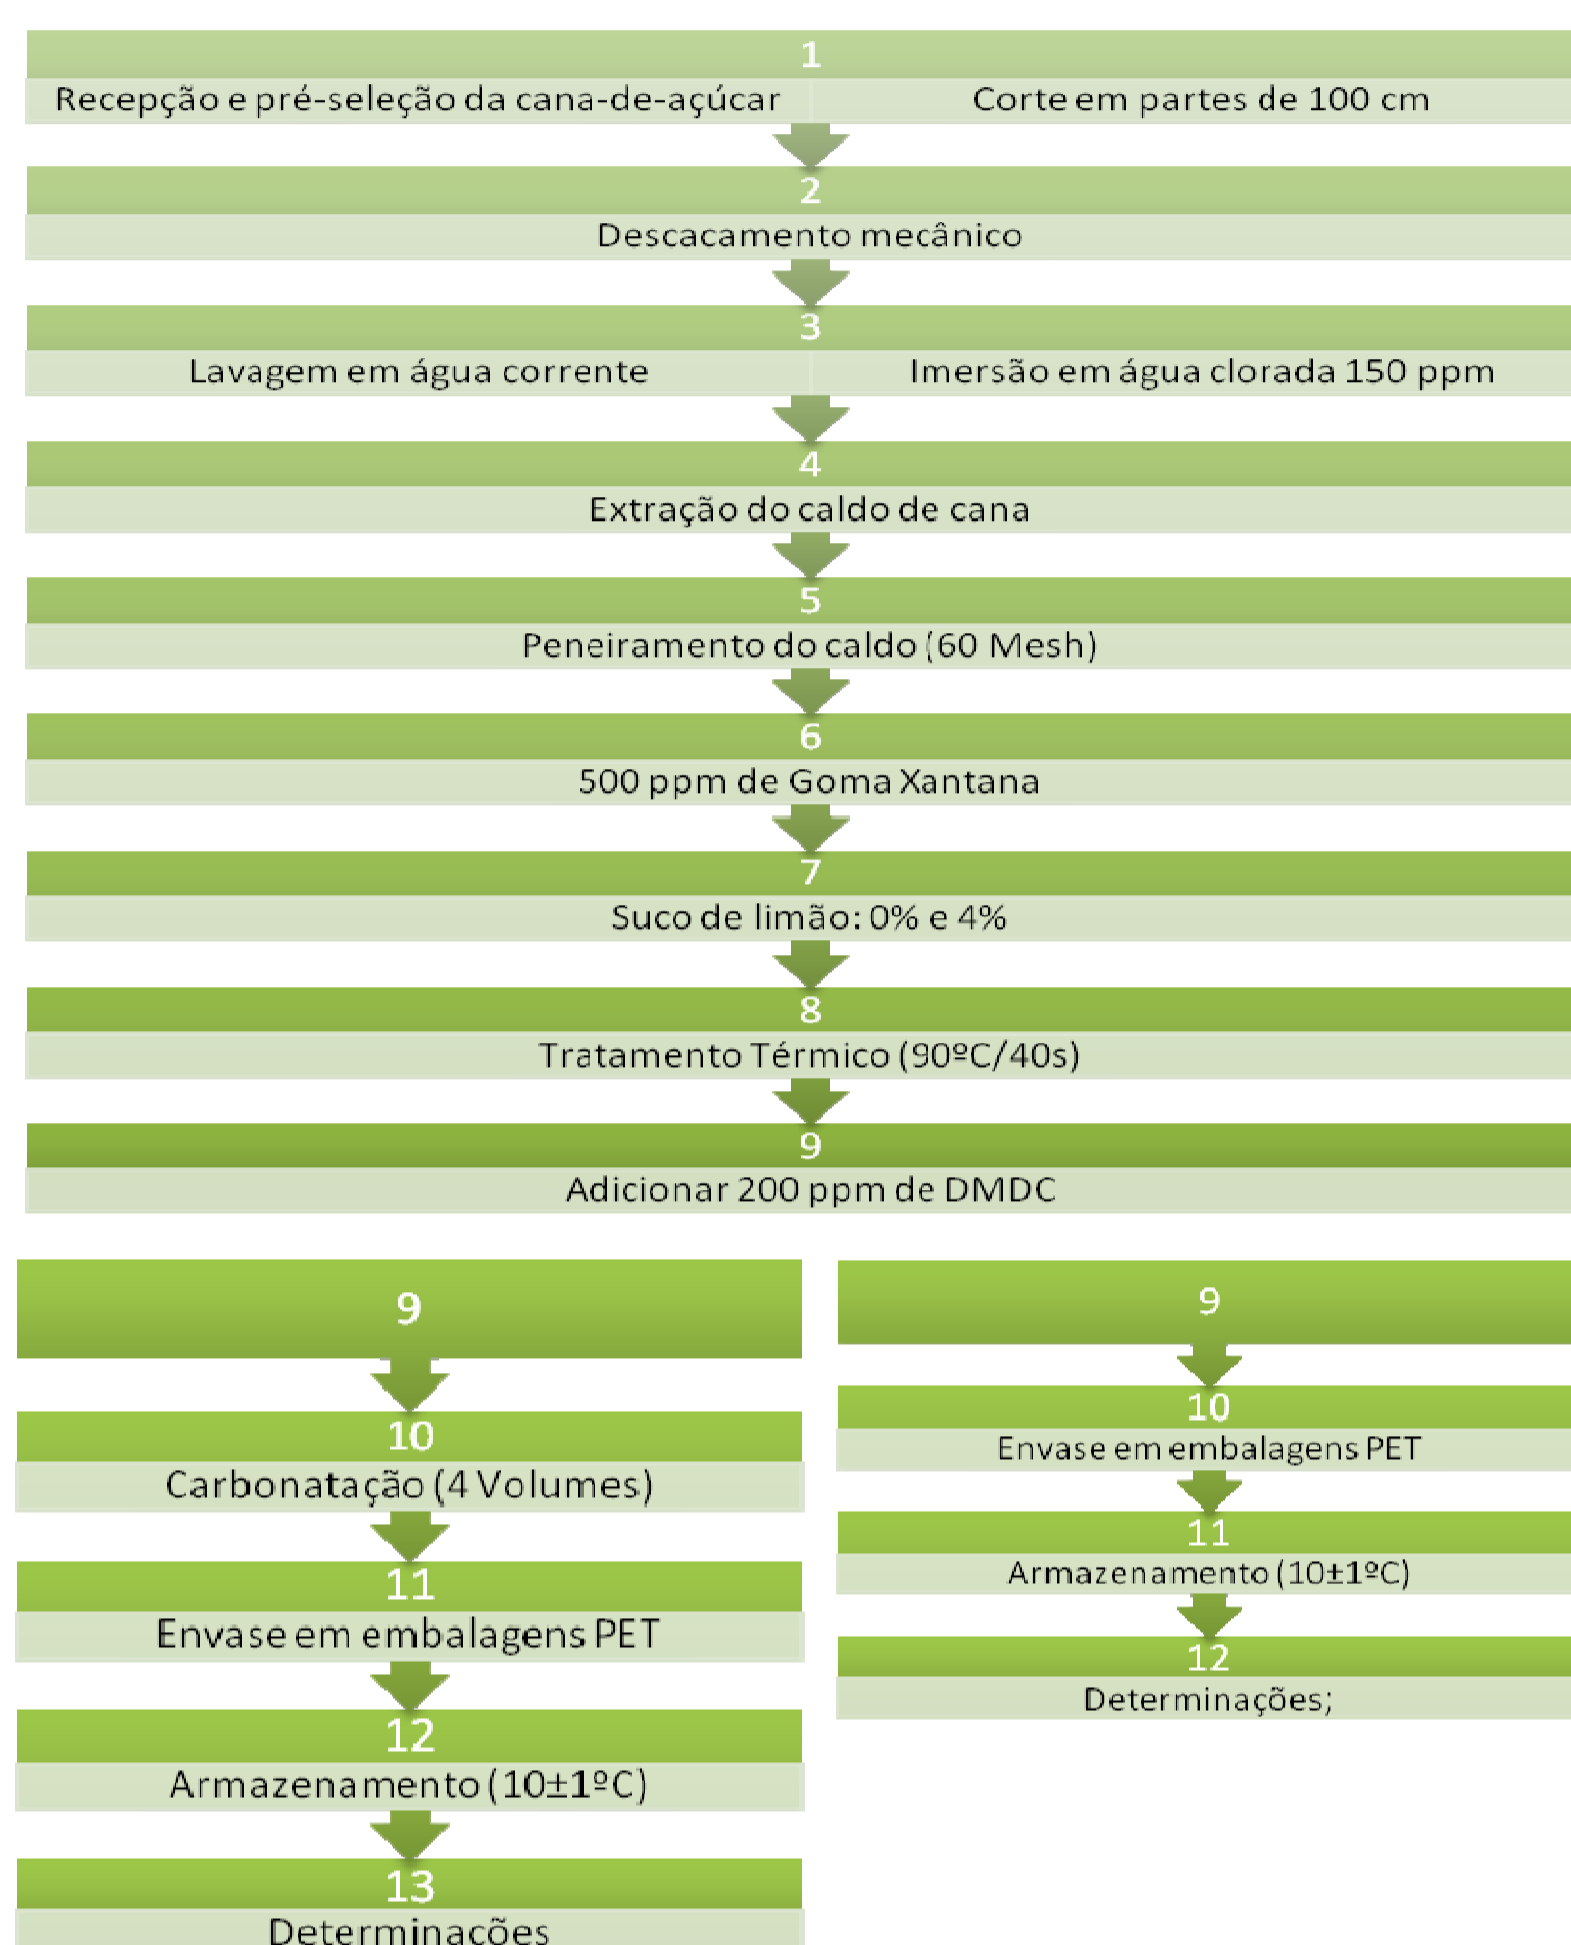 1
Recepção e pré-seleção da cana-de-açúcar
Corte em partes de 100 cm
2
Descacamento mecânico
3
Lavagem em água corrente
Imersão em água clorada 150 ppm
4
Extração do caldo de cana
5
Peneiramento do caldo (60 Mesh)
6
500 ppm de Goma Xantana
7
Suco de limão: 0% e 4%
8
Tratamento Térmico (90ºC/40s)
9
Adicionar 200 ppm de DMDC
9
10
Carbonatação (4 Volumes)
11
Envase em embalagens PET
12
Armazenamento (10±1ºC)
13
Determinações
9
10
Envase em embalagens PET
11
Armazenamento (10±1ºC)
12
Determinações;